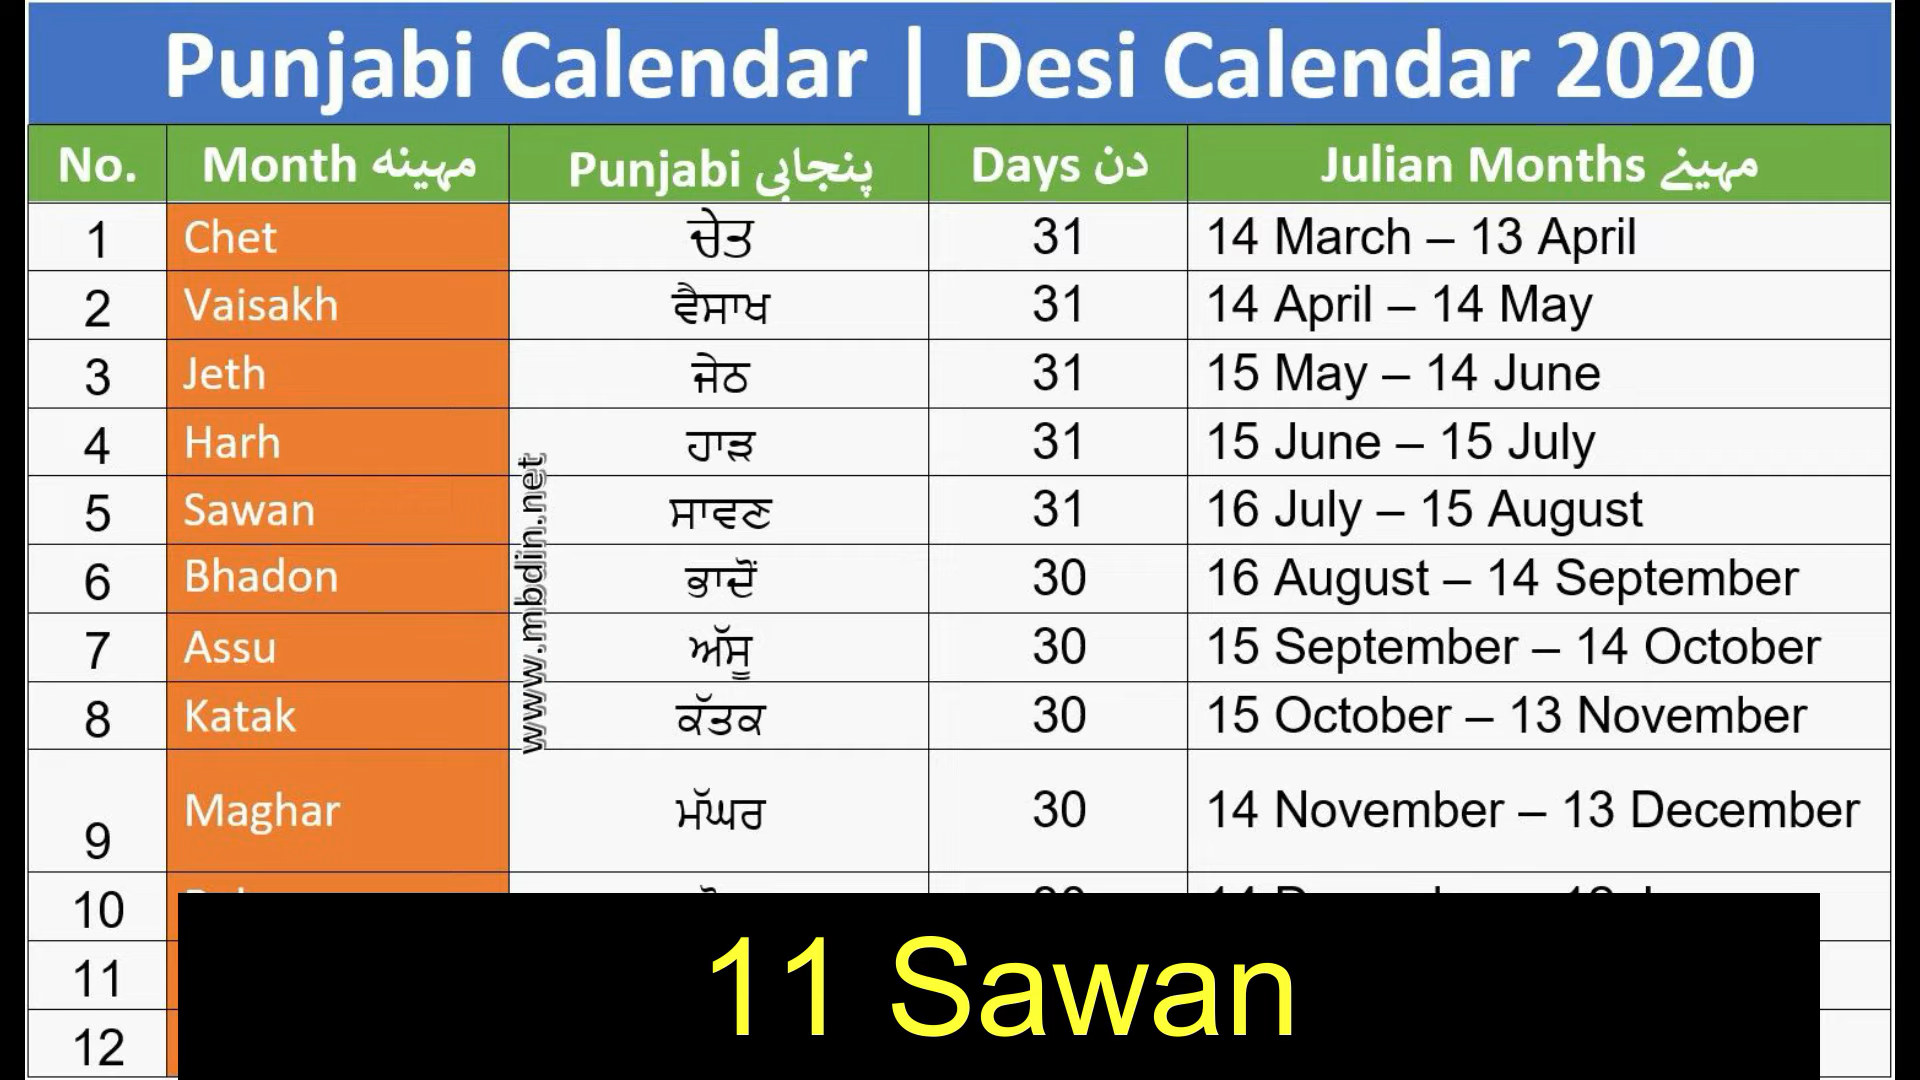 Punjabi Calendar | Desi Calendar 2020
No. Month مہینہ Punjabi پنجابی Days دن Julian Months مہینے
1 Chet ਚੇਤ 31 14 March – 13 April
2 Vaisakh ਵੈਸਾਖ 31 14 April – 14 May
3 Jeth ਜੇਠ 31 15 May – 14 June
4 Harh ਹਾੜ 31 15 June – 15 July
5 Sawan ਸਾਵਣ 31 16 July – 15 August
6 Bhadon ਭਾਦੋਂ 30 16 August – 14 September
7 Assu ਅੱਸੂ 30 15 September – 14 October
8 Katak ਕੱਤਕ 30 15 October – 13 November
9 Maghar ਮੱਘਰ 30 14 November – 13 December
10
11
12
www.mbdin.net
11 Sawan